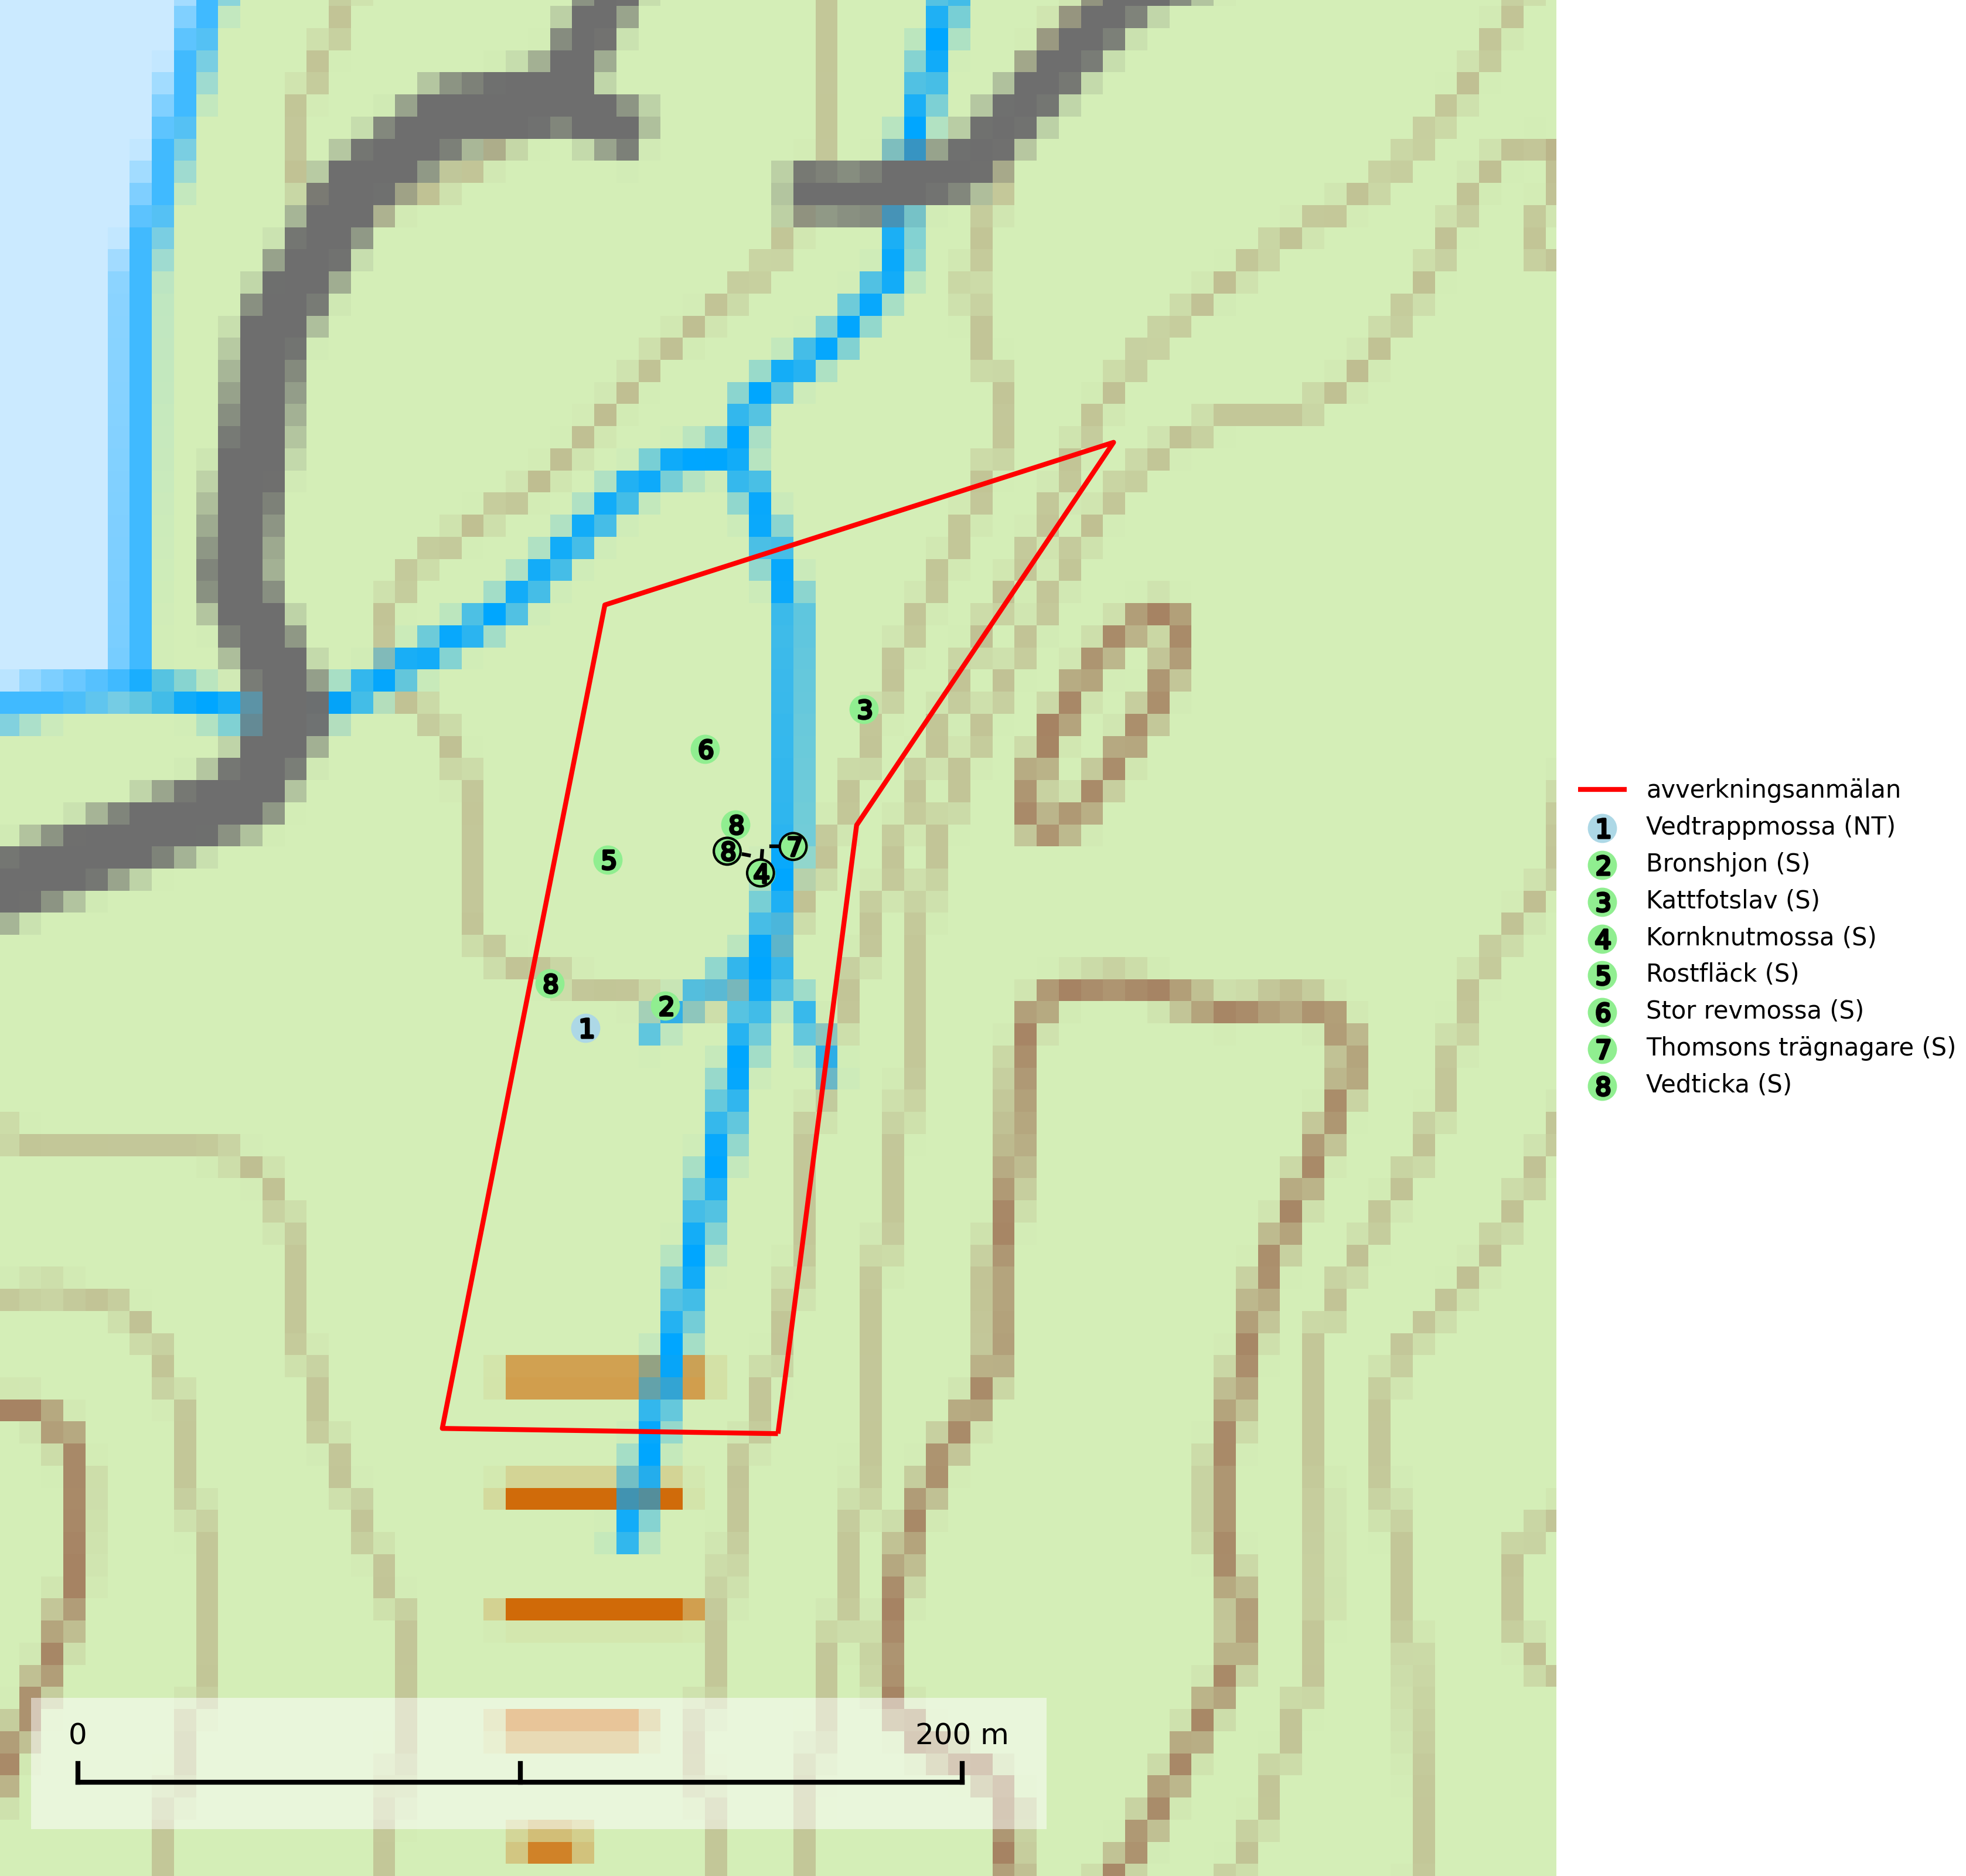 3
6
8
8
7
4
5
8
2
1
avverkningsanmälan
1 Vedtrappmossa (NT)
2 Bronshjon (S)
3 Kattfotslav (S)
4 Kornknutmossa (S)
5 Rostfläck (S)
6 Stor revmossa (S)
7 Thomsons trägnagare (S)
8 Vedticka (S)
0 200 m